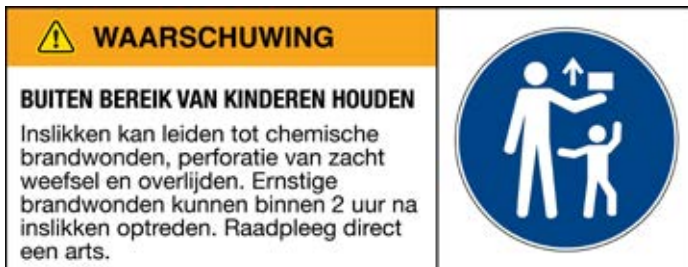 WAARSCHUWING
BUITEN BEREIK VAN KINDEREN HOUDEN
Inslikken kan leiden tot chemische
brandwonden, perforatie van zacht
weefsel en overlijden. Ernstige
brandwonden kunnen binnen 2 uur na
inslikken optreden. Raadpleeg direct
een arts.